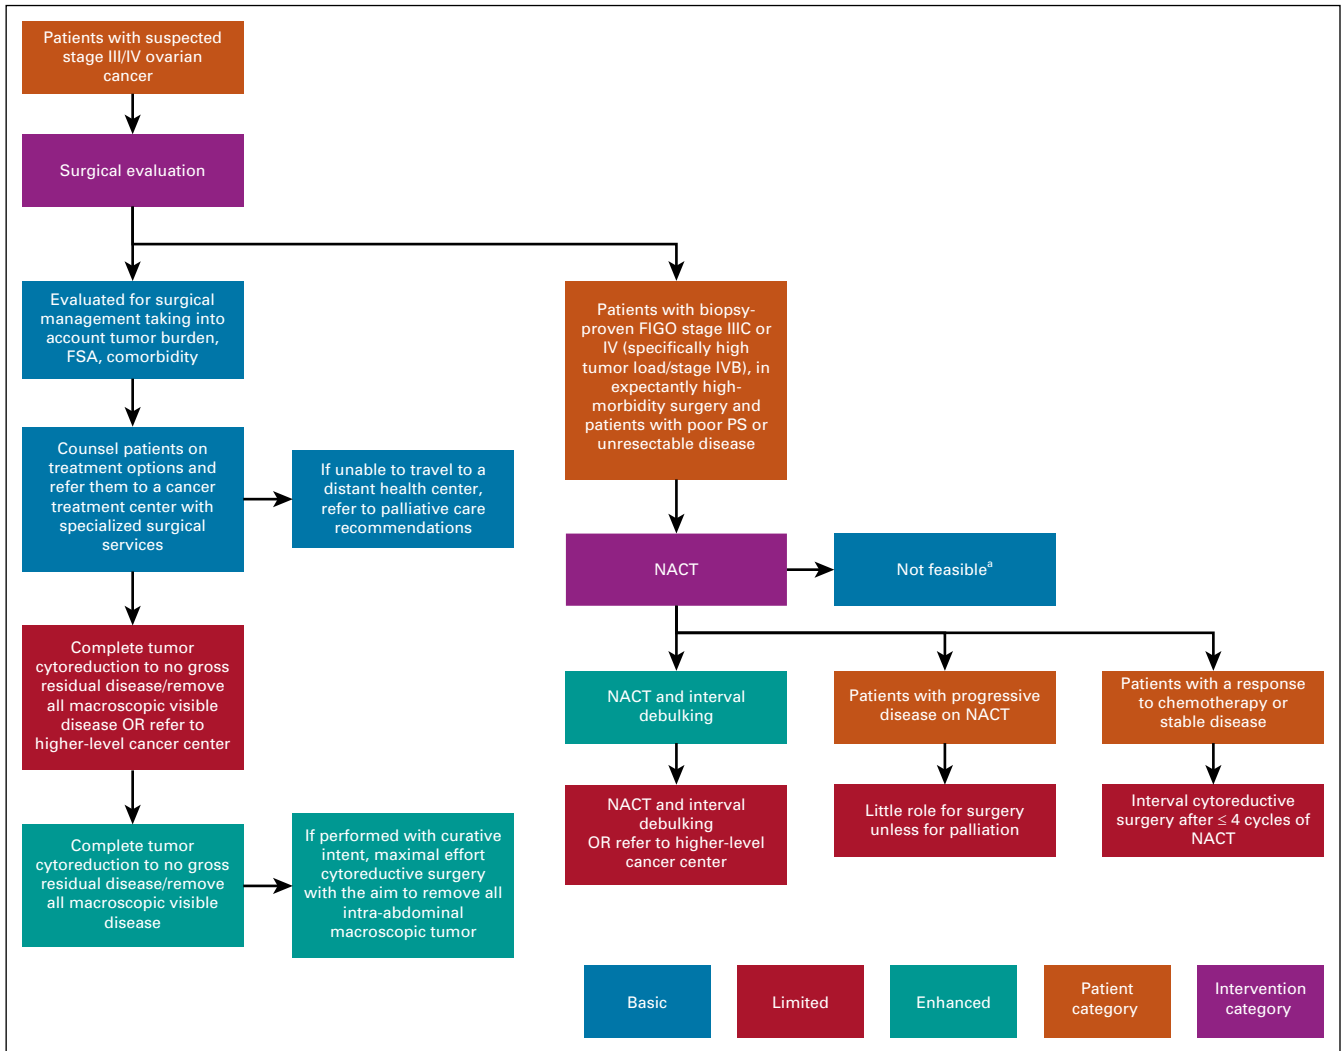 Patients with suspected
stage III/IV ovarian
cancer
Surgical evaluation
Evaluated for surgical
management taking into
account tumor burden,
FSA, comorbidity
Counsel patients on
treatment options and
refer them to a cancer
treatment center with
specialized surgical
services
If unable to travel to a
distant health center,
refer to palliative care
recommendations
Complete tumor
cytoreduction to no gross
residual disease/remove
all macroscopic visible
disease OR refer to
higher-level cancer center
Complete tumor
cytoreduction to no gross
residual disease/remove
all macroscopic visible
disease
If performed with curative
intent, maximal effort
cytoreductive surgery
with the aim to remove all
intra-abdominal
macroscopic tumor
Patients with biopsy-
proven FIGO stage IIIC or
IV (specifically high
tumor load/stage IVB), in
expectantly high-
morbidity surgery and
patients with poor PS or
unresectable disease
NACT
Not feasibleᵃ
NACT and interval
debulking
Patients with progressive
disease on NACT
Patients with a response
to chemotherapy or
stable disease
NACT and interval
debulking
OR refer to higher-level
cancer center
Little role for surgery
unless for palliation
Interval cytoreductive
surgery after ≤ 4 cycles of
NACT
Basic
Limited
Enhanced
Patient
category
Intervention
category